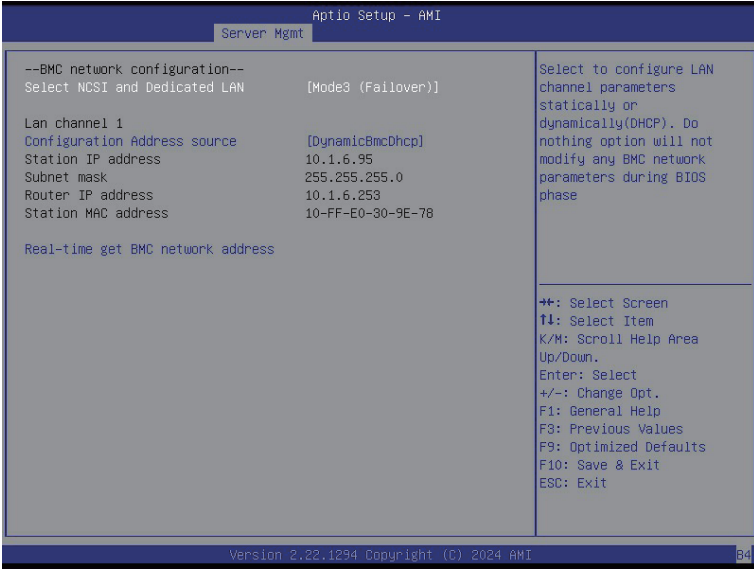 Aptio Setup – AMI
Server Mgmt
--BMC network configuration--
Select NCSI and Dedicated LAN [Mode3 (Failover)]
Lan channel 1
Configuration Address source [DynamicBmcDhcp]
Station IP address 10.1.6.95
Subnet mask 255.255.255.0
Router IP address 10.1.6.253
Station MAC address 10-FF-E0-30-9E-78
Real-time get BMC network address
Select to configure LAN
channel parameters
statically or
dynamically(DHCP). Do
nothing option will not
modify any BMC network
parameters during BIOS
phase
→←: Select Screen
↑↓: Select Item
K/M: Scroll Help Area
Up/Down.
Enter: Select
+/-: Change Opt.
F1: General Help
F3: Previous Values
F9: Optimized Defaults
F10: Save & Exit
ESC: Exit
Version 2.22.1294 Copyright (C) 2024 AMI
B4